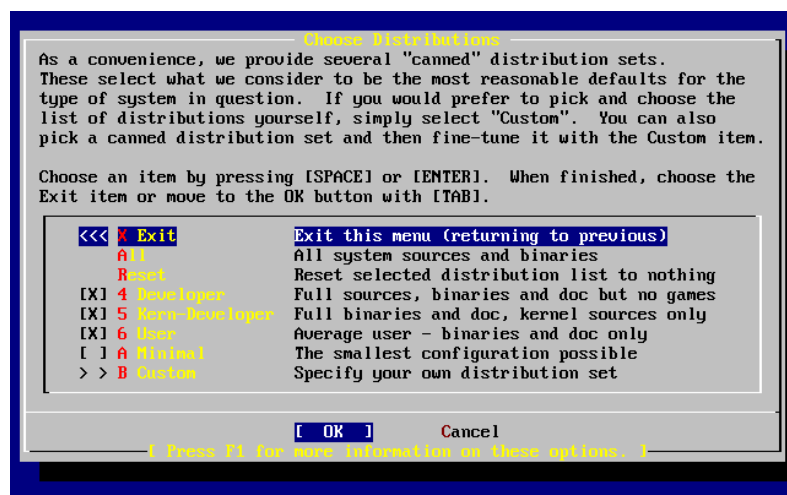 Choose Distributions
As a convenience, we provide several "canned" distribution sets.
These select what we consider to be the most reasonable defaults for the
type of system in question.  If you would prefer to pick and choose the
list of distributions yourself, simply select "Custom".  You can also
pick a canned distribution set and then fine-tune it with the Custom item.
Choose an item by pressing [SPACE] or [ENTER].  When finished, choose the
Exit item or move to the OK button with [TAB].
<<< X Exit Exit this menu (returning to previous)
All All system sources and binaries
Reset Reset selected distribution list to nothing
[X] 4 Developer Full sources, binaries and doc but no games
[X] 5 Kern-Developer Full binaries and doc, kernel sources only
[X] 6 User Average user - binaries and doc only
[ ] A Minimal The smallest configuration possible
> > B Custom Specify your own distribution set
[ OK ] Cancel
[ Press F1 for more information on these options. ]